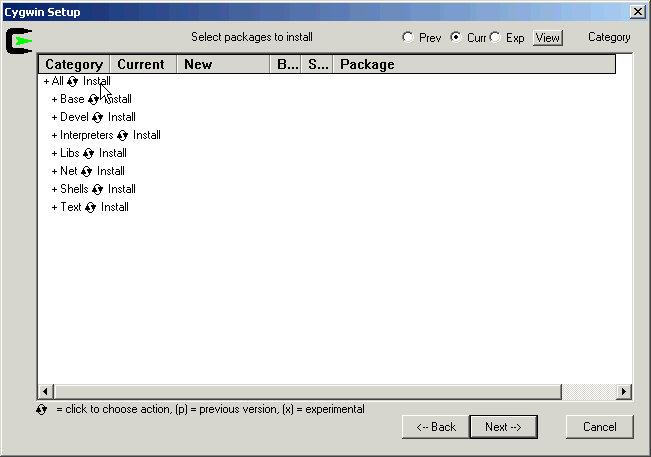 Cygwin Setup
Select packages to install Prev Curr Exp View Category
Category Current New B... S... Package
+ All Install
+ Base Install
+ Devel Install
+ Interpreters Install
+ Libs Install
+ Net Install
+ Shells Install
+ Text Install
= click to choose action, (p) = previous version, (x) = experimental
<-- Back Next --> Cancel